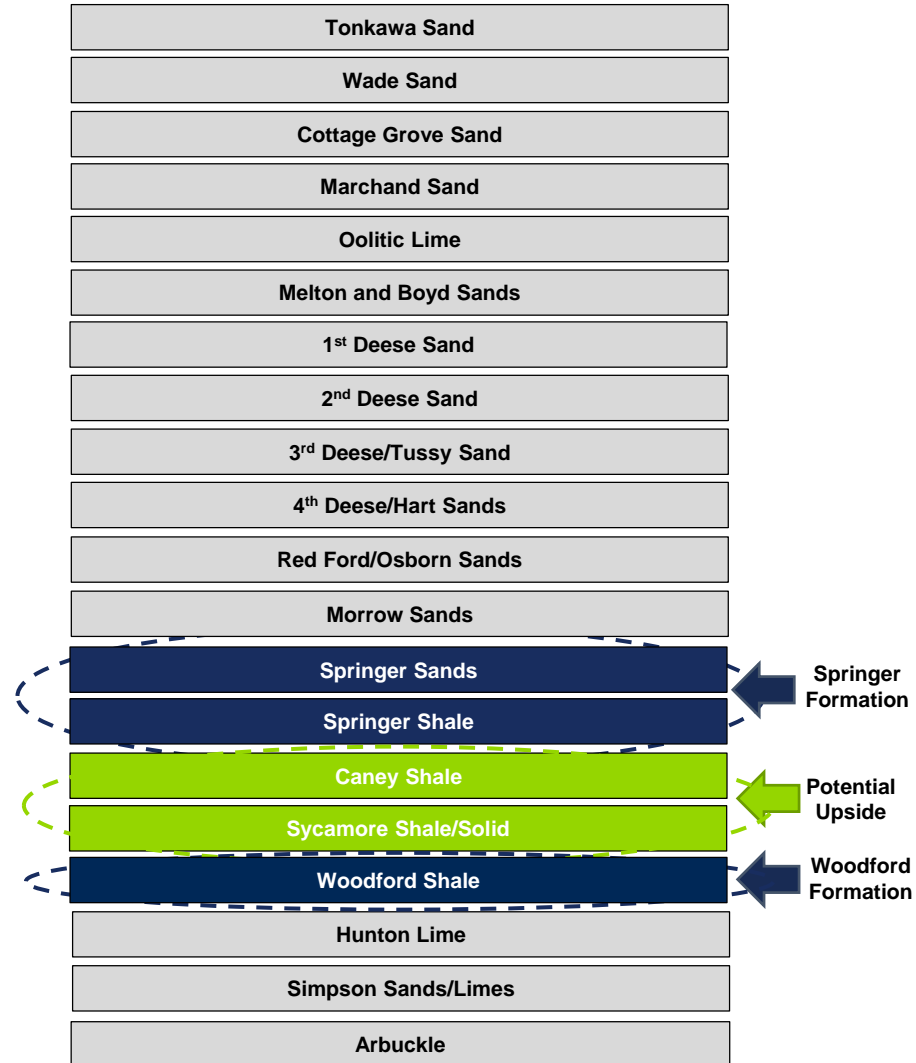 Tonkawa Sand
Wade Sand
Cottage Grove Sand
Marchand Sand
Oolitic Lime
Melton and Boyd Sands
1st Deese Sand
2nd Deese Sand
3rd Deese/Tussy Sand
4th Deese/Hart Sands
Red Ford/Osborn Sands
Morrow Sands
Springer Sands
Springer Shale
Springer
Formation
Caney Shale
Sycamore Shale/Solid
Potential
Upside
Woodford Shale
Woodford
Formation
Hunton Lime
Simpson Sands/Limes
Arbuckle